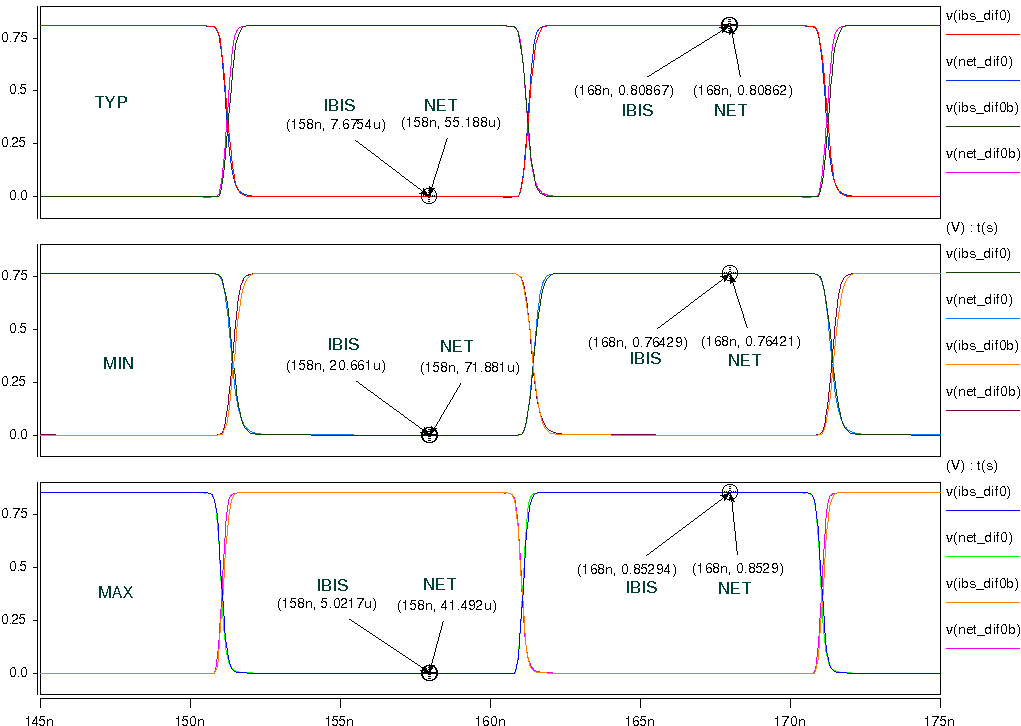 v(ibs_dif0)
0.75
v(net_dif0)
0.5
(168n, 0.80867) (168n, 0.80862)
TYP
IBIS NET
IBIS NET
v(ibs_dif0b)
(158n, 7.6754u) (158n, 55.188u)
0.25
v(net_dif0b)
0.0
(V) : t(s)
v(ibs_dif0)
0.75
v(net_dif0)
0.5
(168n, 0.76429) (168n, 0.76421)
IBIS NET
v(ibs_dif0b)
IBIS NET
MIN
(158n, 20.661u) (158n, 71.881u)
0.25
v(net_dif0b)
0.0
(V) : t(s)
v(ibs_dif0)
0.75
v(net_dif0)
0.5
(168n, 0.85294) (168n, 0.8529)
IBIS NET
v(ibs_dif0b)
IBIS NET
MAX
(158n, 5.0217u) (158n, 41.492u)
0.25
v(net_dif0b)
0.0
145n 150n 155n 160n 165n 170n 175n